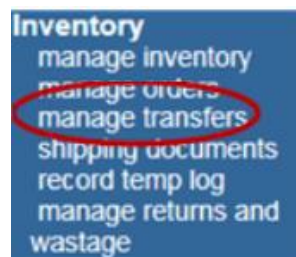 Inventory
manage inventory
manage orders
manage transfers
shipping documents
record temp log
manage returns and
wastage